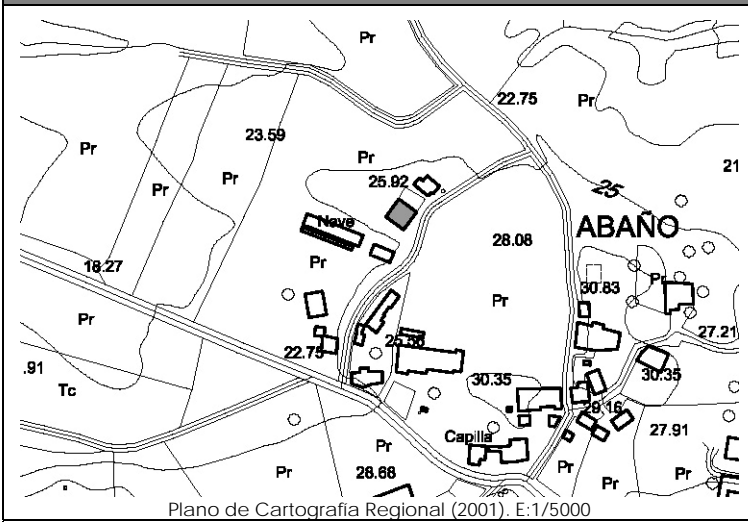 Pr
22.75 Pr
23.59
Pr Pr 21
Pr Pr 25.92 25
Nave ABAÑO
28.08
Pr
18.27 30.83 Pr
Pr Pr
27.21
22.75 25.56
.91 30.35 30.35
Tc
29.16
27.91
Capilla
Pr
Pr 28.68 Pr Pr Pr
Plano de Cartografía Regional (2001). E:1/5000